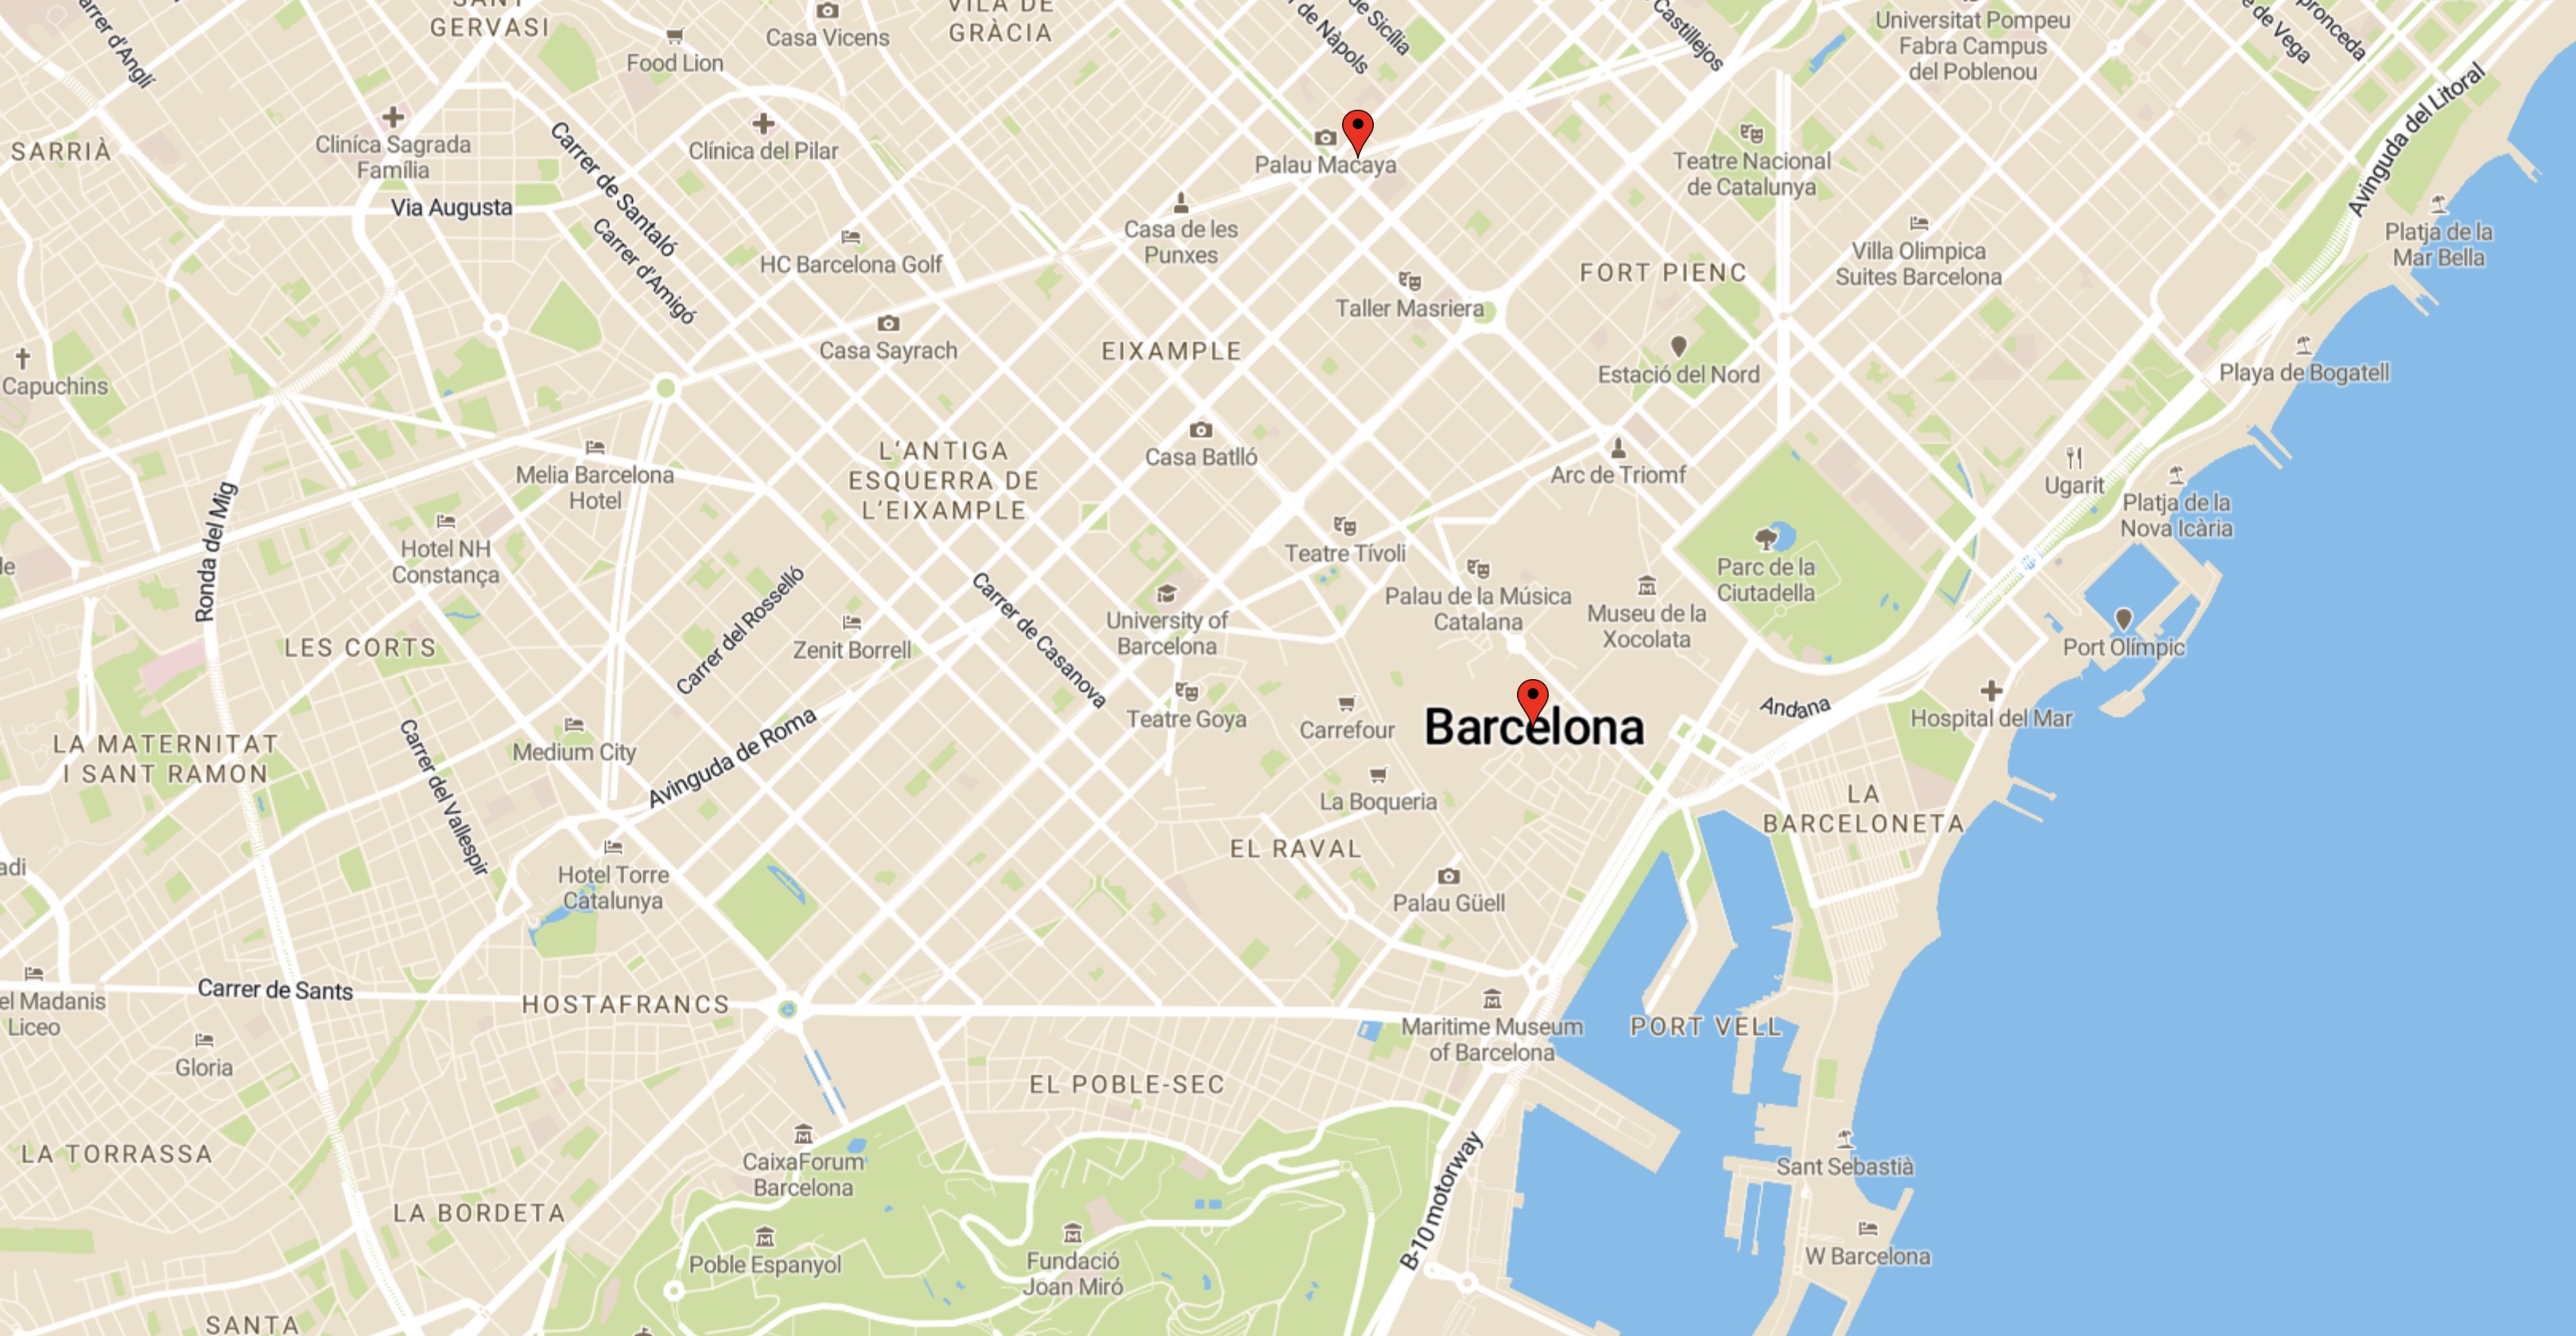 SANT
GERVASI
Casa Vicens
VILA DE
GRÀCIA
Food Lion
Carrer d'Anglí
de Nàpols
de Sicília
Castillejos
Universitat Pompeu
Fabra Campus
del Poblenou
de Vega
Avinguda del Litoral
SARRIÀ
Cliníca Sagrada
Família
Clínica del Pilar
Carrer de Santaló
Via Augusta
Carrer d'Amigó
HC Barcelona Golf
Palau Macaya
Casa de les
Punxes
Teatre Nacional
de Catalunya
Platja de la
Mar Bella
Villa Olimpica
Suites Barcelona
FORT PIENC
Taller Masriera
Casa Sayrach
EIXAMPLE
Estació del Nord
Playa de Bogatell
Capuchins
Casa Batlló
Arc de Triomf
L'ANTIGA
ESQUERRA DE
L'EIXAMPLE
Melia Barcelona
Hotel
Ugarit
Platja de la
Nova Icària
Ronda del Mig
Hotel NH
Constança
Teatre Tívoli
Parc de la
Ciutadella
Palau de la Música
Catalana
Museu de la
Xocolata
University of
Barcelona
Carrer de Casanova
Carrer del Rosselló
Zenit Borrell
LES CORTS
Port Olímpic
Teatre Goya
Carrefour
Barcelona
Andana
Hospital del Mar
LA MATERNITAT
I SANT RAMON
Carrer del Vallespir
Medium City
Avinguda de Roma
La Boqueria
LA
BARCELONETA
EL RAVAL
Hotel Torre
Catalunya
Palau Güell
Carrer de Sants
HOSTAFRANCS
el Madanis
Liceo
Maritime Museum
of Barcelona
PORT VELL
Gloria
EL POBLE-SEC
LA TORRASSA
CaixaForum
Barcelona
B-10 motorway
Sant Sebastià
LA BORDETA
Poble Espanyol
Fundació
Joan Miró
W Barcelona
SANTA